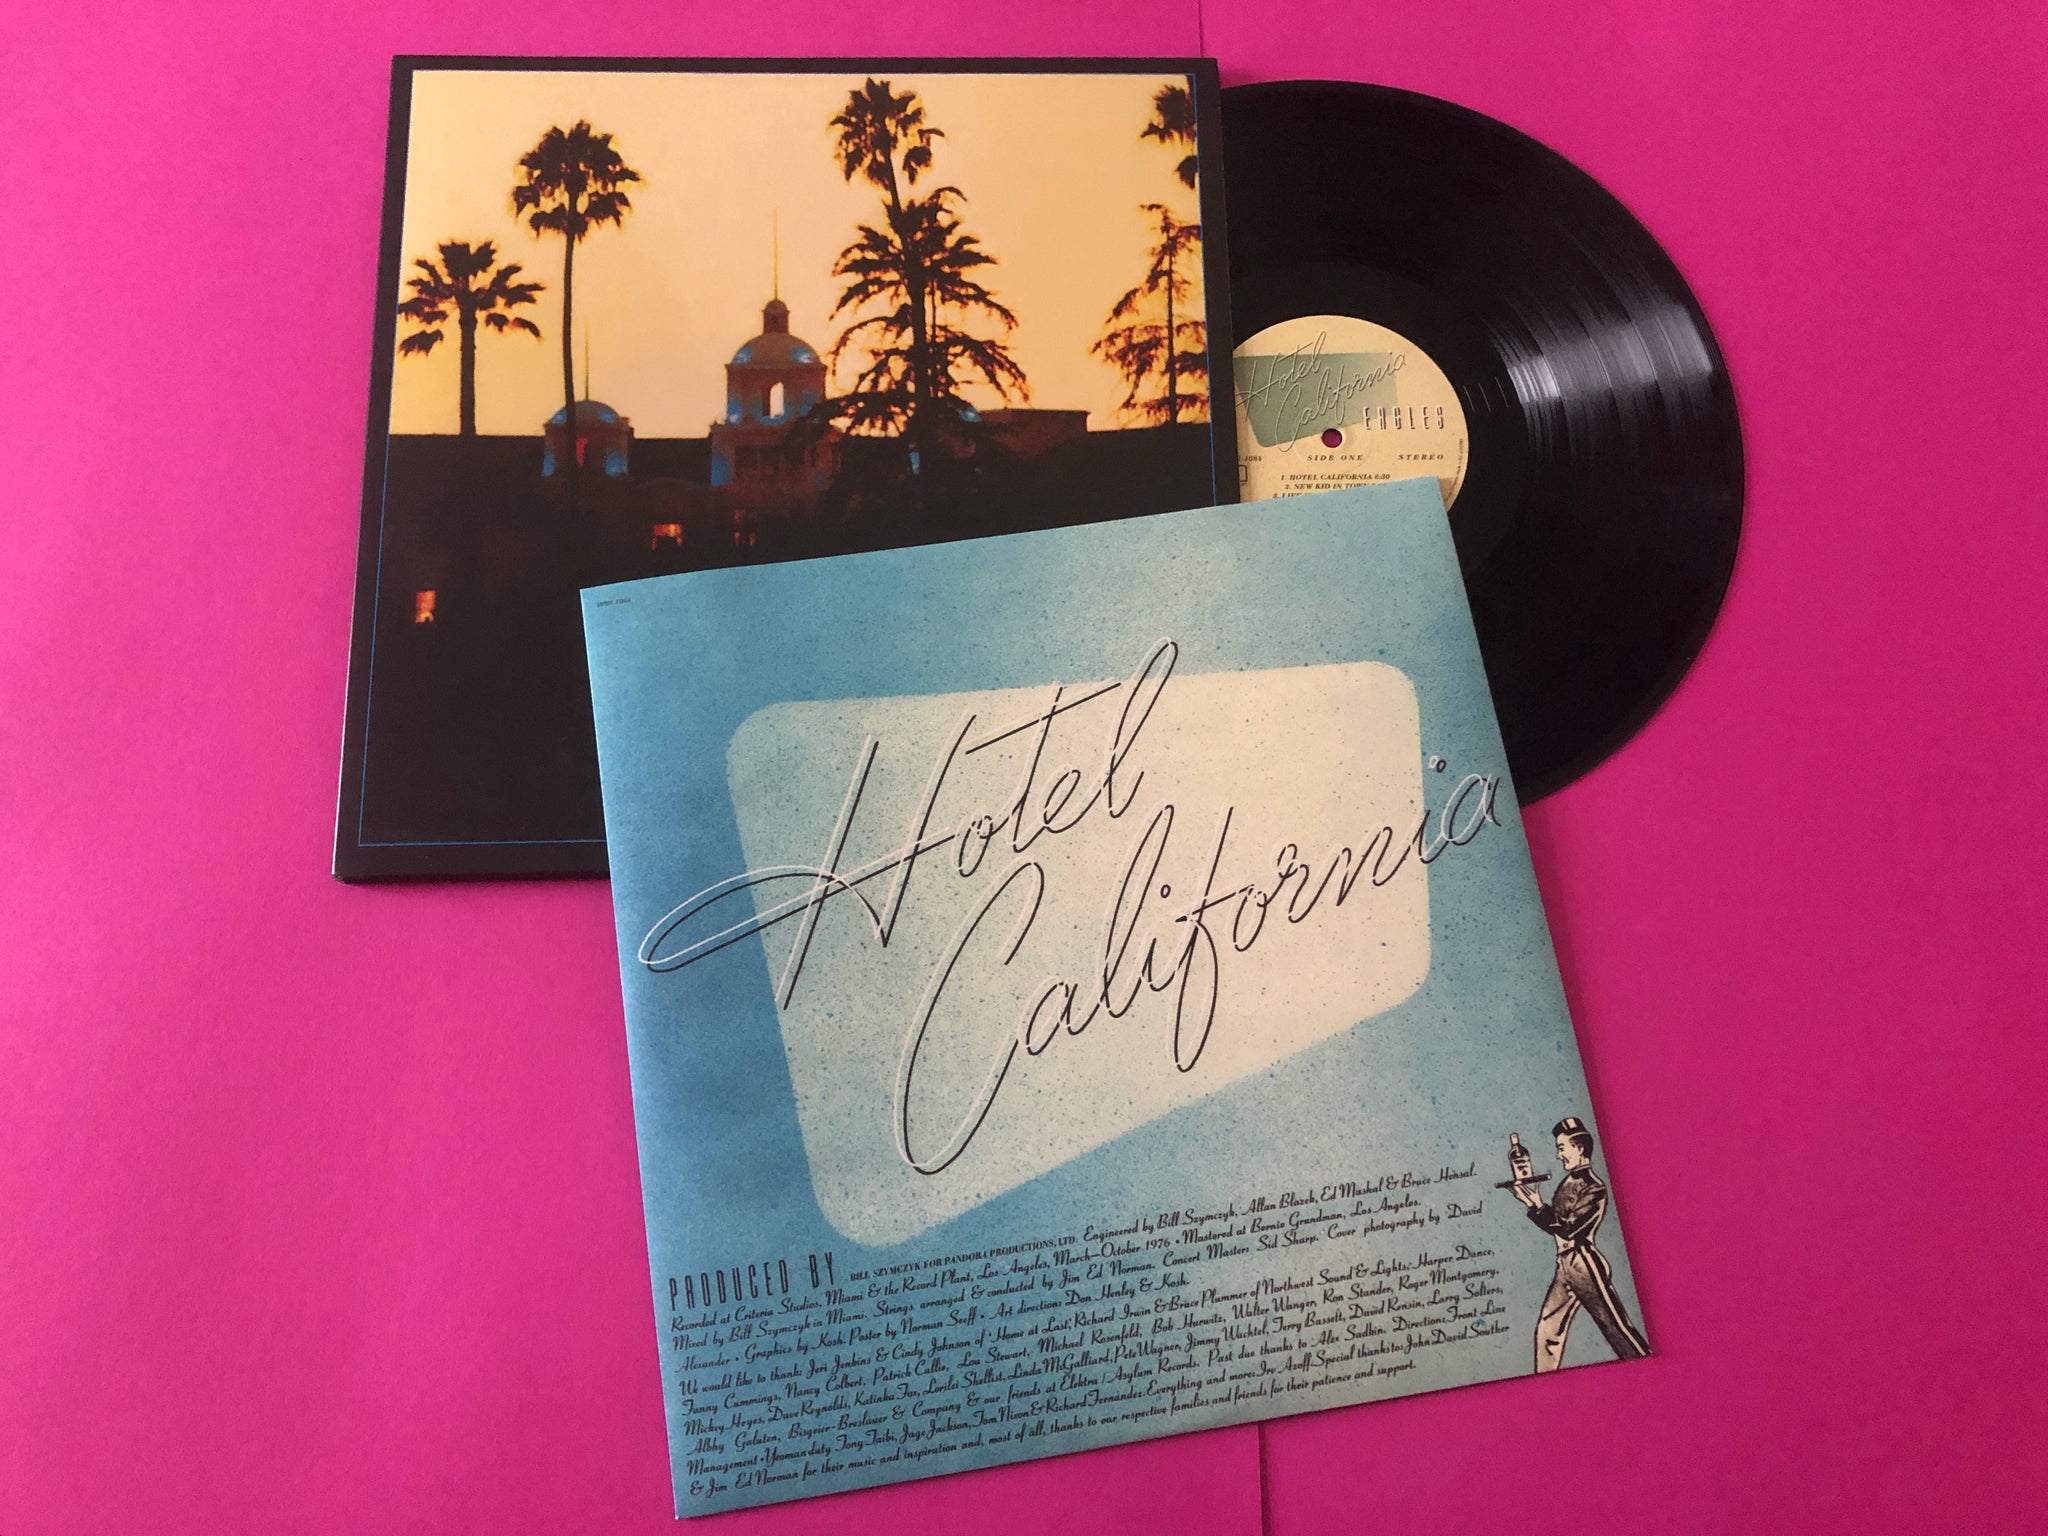 Hotel
California
EAGLES
SIDE ONE STEREO
1. HOTEL CALIFORNIA 6:30
2. NEW KID IN TOWN
Hotel
California
PRODUCED BY BILL SZYMCZYK FOR PANDORA PRODUCTIONS, LTD. Engineered by Bill Szymczyk, Allan Blazek, Ed Mashal & Bruce Hensal.
Recorded at Criteria Studios, Miami & the Record Plant, Los Angeles, March—October 1976 • Mastered at Bernie Grundman, Los Angeles.
Mixed by Bill Szymczyk in Miami. Strings arranged & conducted by Jim Ed Norman. Concert Master: Sid Sharp. Cover photography by David
Alexander • Graphics by Kosh. Poster by Norman Seeff • Art direction: Don Henley & Kosh.
We would like to thank: Jeri Jenkins & Cindy Johnson of "Home at Last," Richard Irwin & Bruce Plummer of Northwest Sound & Lights; Harper Dance,
Fanny Cummings, Nancy Colbert, Patrick Callie, Lou Stewart, Michael Rosenfeld, Bob Hurwitz, Walter Wanger, Ron Stander, Roger Montgomery,
Mickey Heyes, Dave Reynolds, Katinka Fox, Lorilei Shellist, Linda McGalliard, Pete Wagner, Jimmy Wachtel, Terry Bassett, David Rensin, Larry Solters,
Albhy Galuten, Bisgeier-Breslauer & Company & our friends at Elektra/Asylum Records. Past due thanks to Alex Sadkin. Direction: Front Line
Management • Yeoman duty Tony Taibi, Jage Jackson, Tom Nixon & Richard Fernandez. Everything and more: Irv Azoff. Special thanks to: John David Souther
& Jim Ed Norman for their music and inspiration and, most of all, thanks to our respective families and friends for their patience and support.